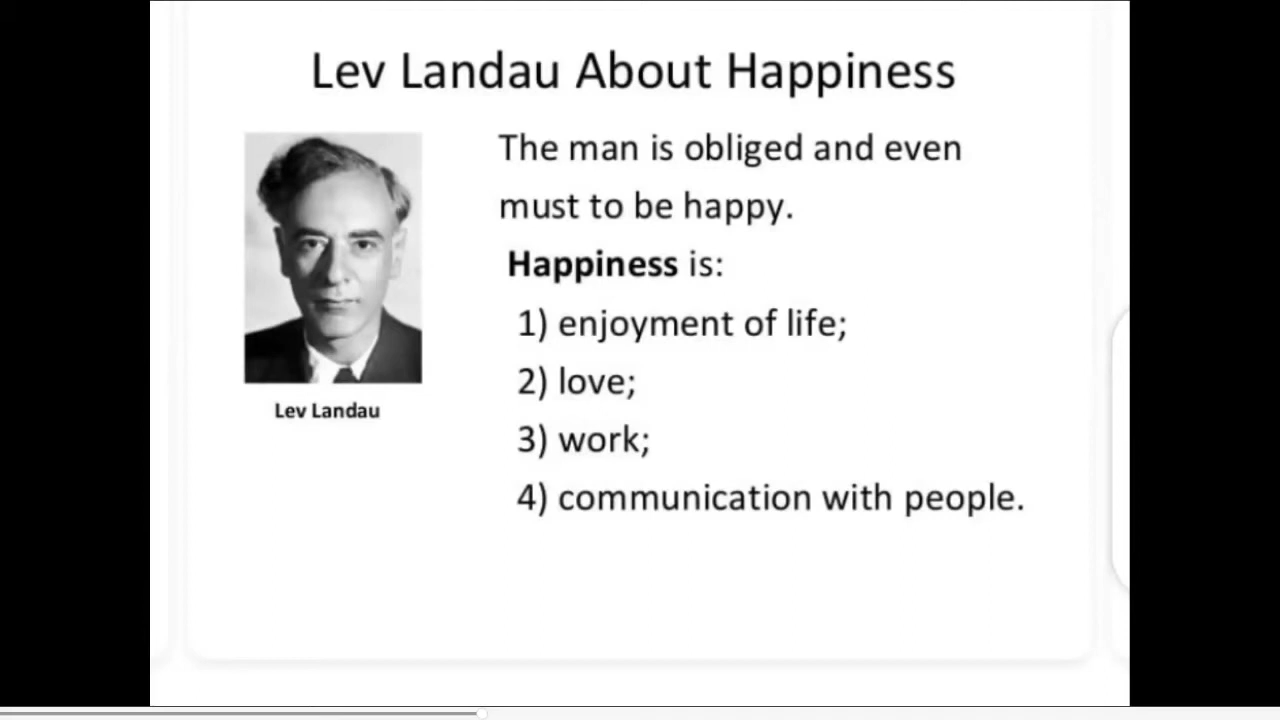 Lev Landau About Happiness
The man is obliged and even
must to be happy.
Happiness is:
1) enjoyment of life;
2) love;
3) work;
4) communication with people.
Lev Landau